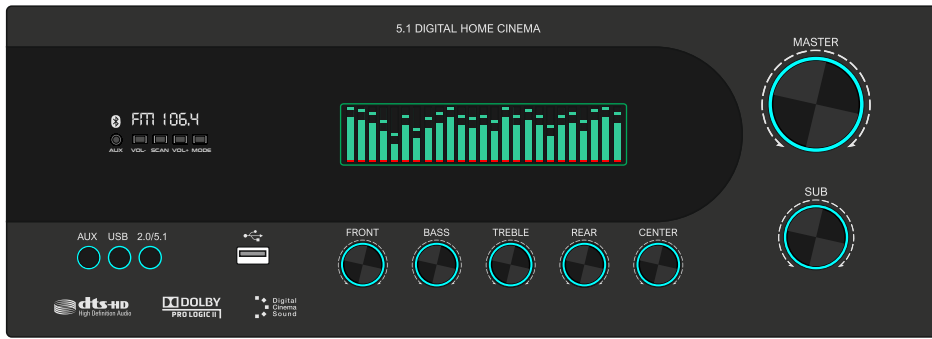 5.1 DIGITAL HOME CINEMA
MASTER
FM 106.4
AUX VOL- SCAN VOL+ MODE
SUB
AUX USB 2.0/5.1
FRONT BASS TREBLE REAR CENTER
dts-HD
High Definition Audio
DOLBY
PRO LOGIC II
Digital
Cinema
Sound